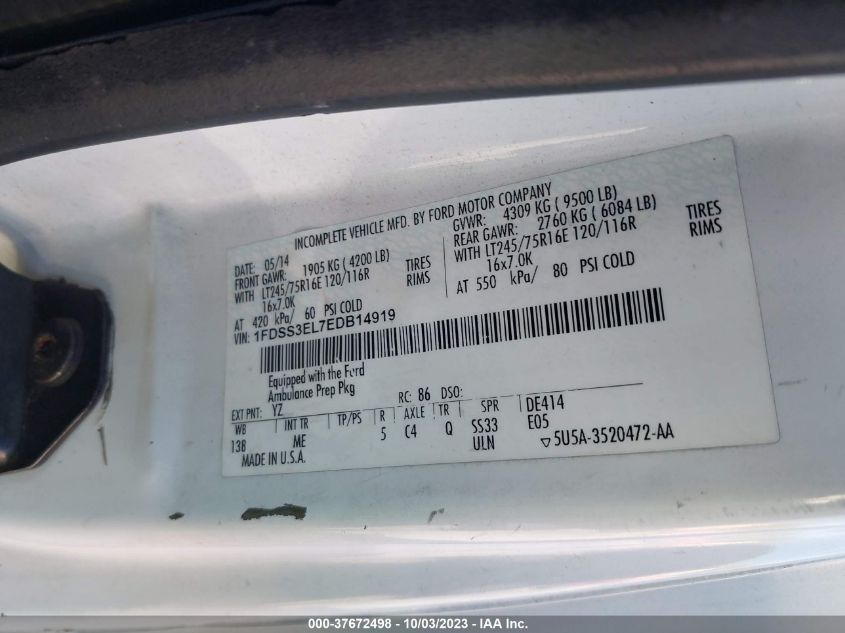 INCOMPLETE VEHICLE MFD. BY FORD MOTOR COMPANY
DATE: 05/14
GVWR: 4309 KG ( 9500 LB)
FRONT GAWR: 1905 KG ( 4200 LB)
REAR GAWR: 2760 KG ( 6084 LB)
WITH LT245/75R16E 120/116R TIRES
WITH LT245/75R16E 120/116R TIRES
16x7.0K RIMS
16x7.0K RIMS
AT 420 kPa/ 60 PSI COLD
AT 550 kPa/ 80 PSI COLD
VIN: 1FDSS3EL7EDB14919
Equipped with the Ford
Ambulance Prep Pkg
EXT PNT: YZ RC: 86 DSO:
WB INT TR TP/PS R AXLE TR SPR DE414
138 ME 5 C4 Q SS33 E05
ULN 5U5A-3520472-AA
MADE IN U.S.A.
000-37672498 - 10/03/2023 - IAA Inc.